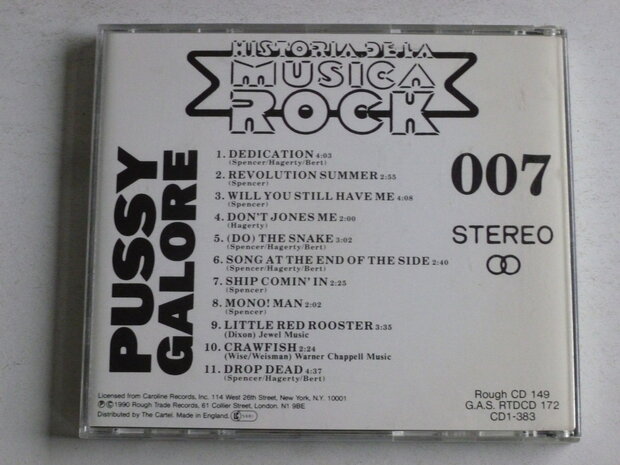 HISTORIA DE LA
MUSICA
ROCK
PUSSY
GALORE
007
STEREO
1. DEDICATION 4:03
(Spencer/Hagerty/Bert)
2. REVOLUTION SUMMER 2:55
(Spencer)
3. WILL YOU STILL HAVE ME 4:08
(Spencer)
4. DON'T JONES ME 2:00
(Hagerty)
5. (DO) THE SNAKE 3:02
(Spencer/Hagerty/Bert)
6. SONG AT THE END OF THE SIDE 2:40
(Spencer/Hagerty/Bert)
7. SHIP COMIN' IN 2:25
(Spencer)
8. MONO! MAN 2:02
(Spencer)
9. LITTLE RED ROOSTER 3:35
(Dixon) Jewel Music
10. CRAWFISH 2:24
(Wise/Weisman) Warner Chappell Music
11. DROP DEAD 4:37
(Spencer/Hagerty/Bert)
Licensed from Caroline Records, Inc. 114 West 26th Street, New York, N.Y. 10001
Ⓟ©1990 Rough Trade Records, 61 Collier Street, London. N1 9BE
Distributed by The Cartel. Made in England.
Rough CD 149
G.A.S. RTDCD 172
CD1-383